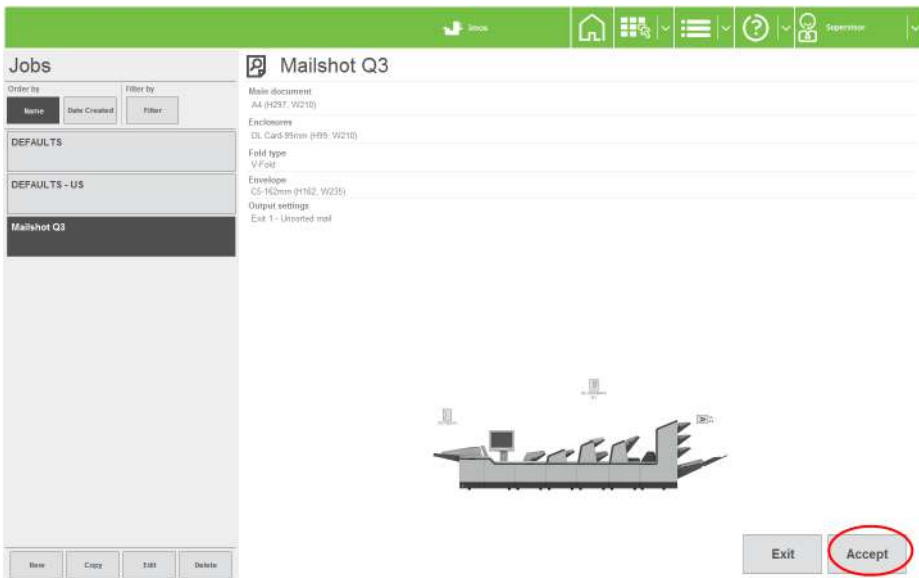 Imos
Supervisor
Jobs
Order by
Filter by
Name
Date Created
Filter
DEFAULTS
DEFAULTS - US
Mailshot Q3
New
Copy
Edit
Delete
Mailshot Q3
Main document
A4 (H297, W210)
Enclosures
DL Card-99mm (H99, W210)
Fold type
V-Fold
Envelope
C5-162mm (H162, W235)
Output settings
Exit 1 - Unsorted mail
Exit
Accept